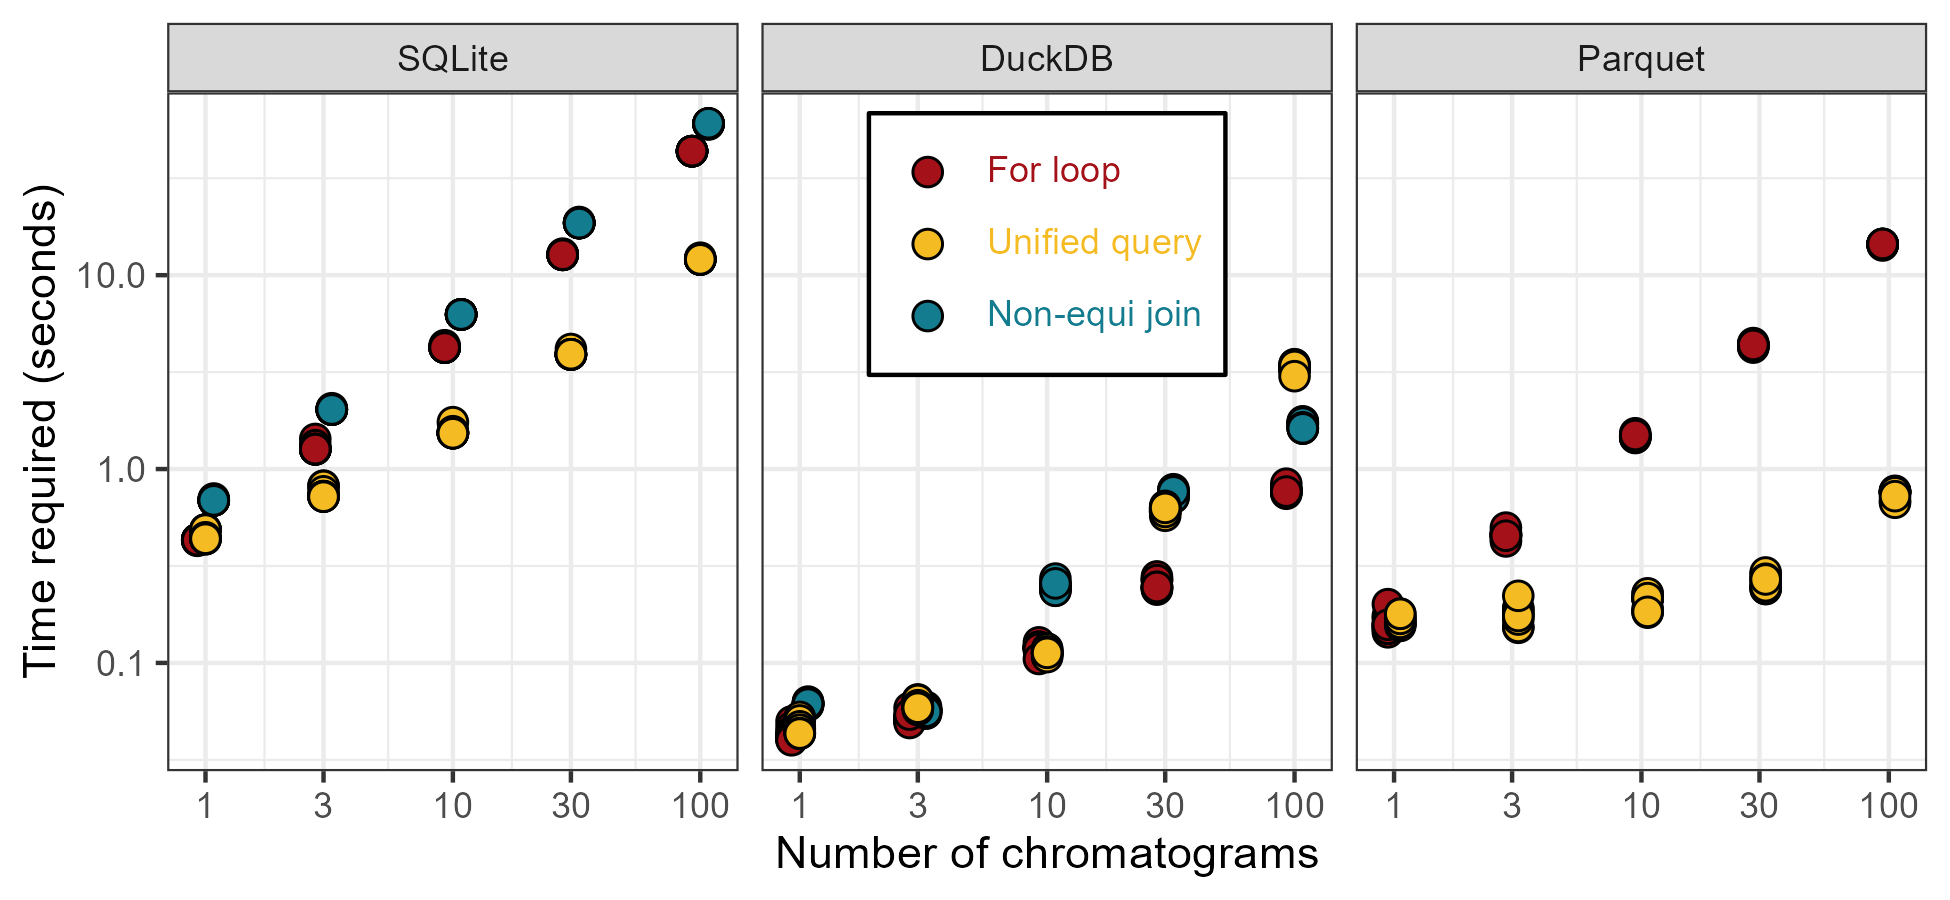 SQLite DuckDB Parquet
For loop
Unified query
Non-equi join
Time required (seconds)
10.0
1.0
0.1
1 3 10 30 100 1 3 10 30 100 1 3 10 30 100
Number of chromatograms